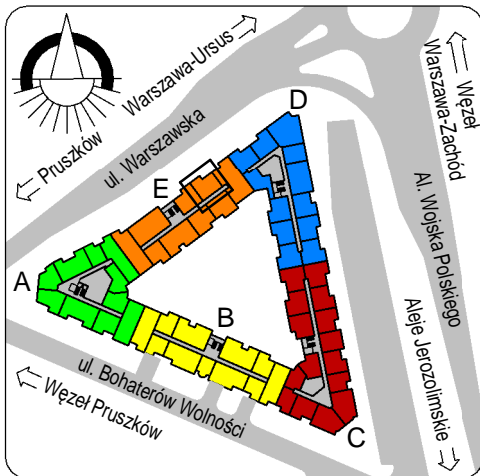 Warszawa-Ursus
Pruszków
ul. Warszawska
Węzeł
Warszawa-Zachód
D
E
Al. Wojska Polskiego
A
B
Aleje Jerozolimskie
ul. Bohaterów Wolności
Węzeł Pruszków
C